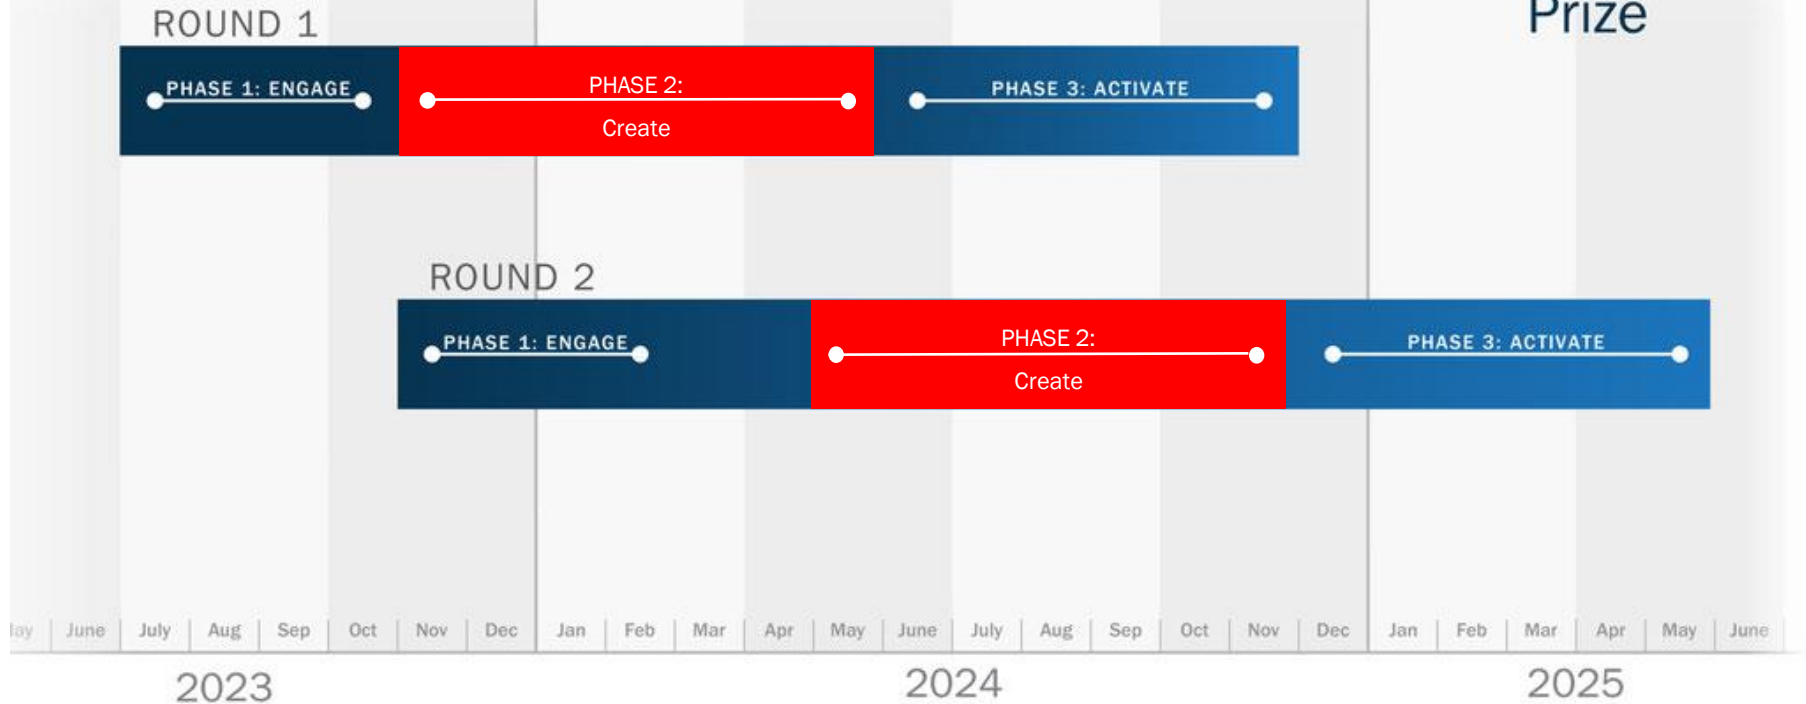 Prize
ROUND 1
PHASE 1: ENGAGE
PHASE 2:
Create
PHASE 3: ACTIVATE
ROUND 2
PHASE 1: ENGAGE
PHASE 2:
Create
PHASE 3: ACTIVATE
June July Aug Sep Oct Nov Dec Jan Feb Mar Apr May June July Aug Sep Oct Nov Dec Jan Feb Mar Apr May June
2023 2024 2025